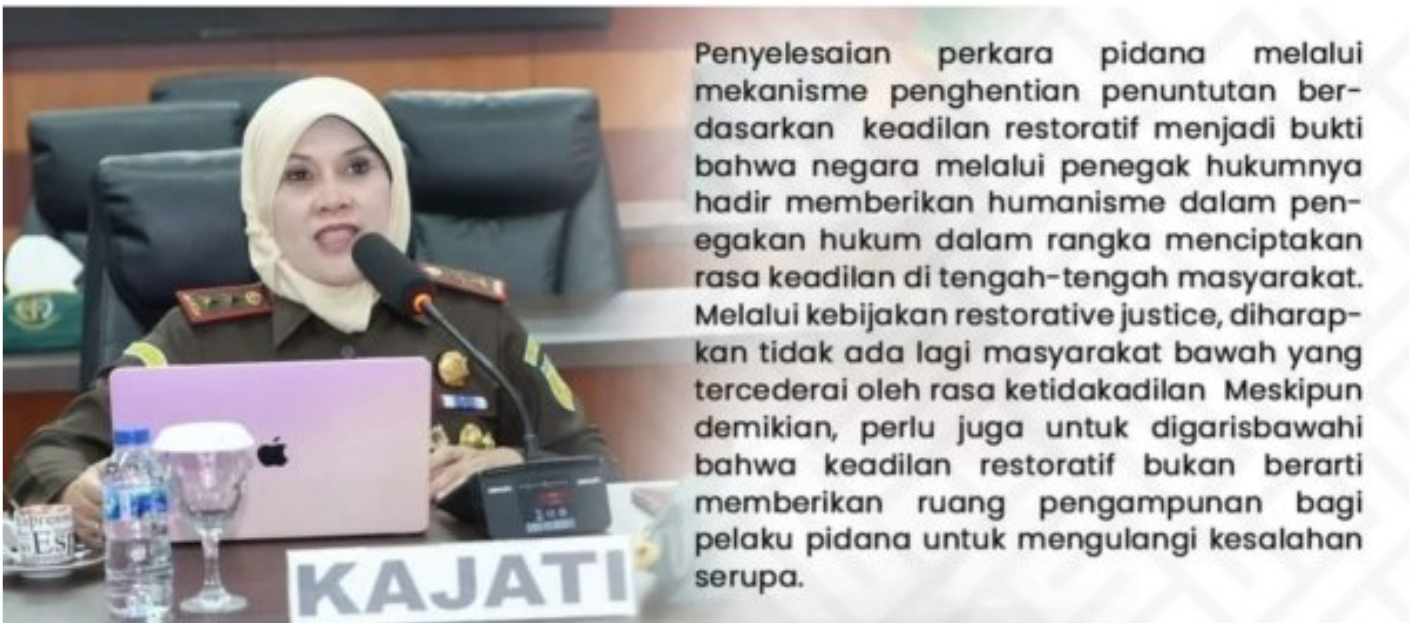 Penyelesaian perkara pidana melalui
mekanisme penghentian penuntutan ber-
dasarkan keadilan restoratif menjadi bukti
bahwa negara melalui penegak hukumnya
hadir memberikan humanisme dalam pen-
egakan hukum dalam rangka menciptakan
rasa keadilan di tengah-tengah masyarakat.
Melalui kebijakan restorative justice, diharap-
kan tidak ada lagi masyarakat bawah yang
tercederai oleh rasa ketidakadilan Meskipun
demikian, perlu juga untuk digarisbawahi
bahwa keadilan restoratif bukan berarti
memberikan ruang pengampunan bagi
pelaku pidana untuk mengulangi kesalahan
serupa.
KAJATI